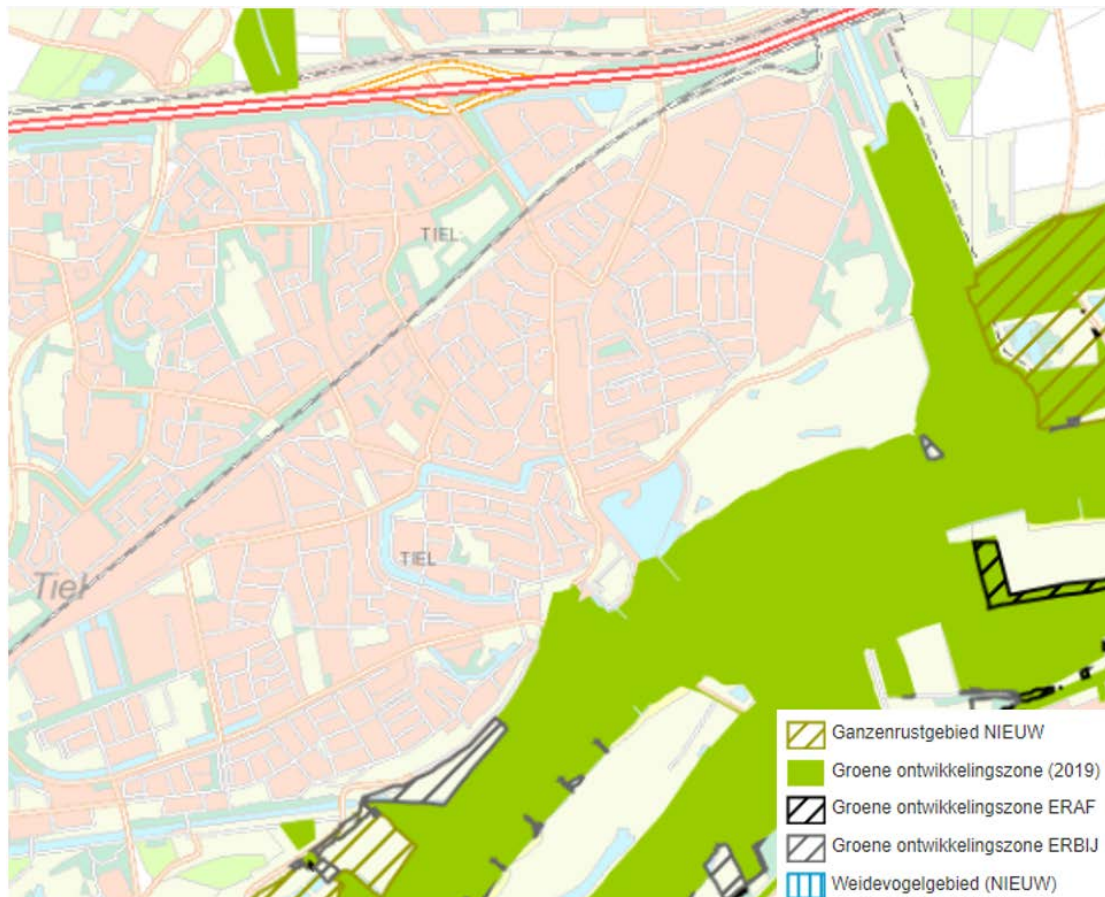 TIEL
TIEL
Tiel
Ganzenrustgebied NIEUW
Groene ontwikkelingszone (2019)
Groene ontwikkelingszone ERAF
Groene ontwikkelingszone ERBIJ
Weidevogelgebied (NIEUW)